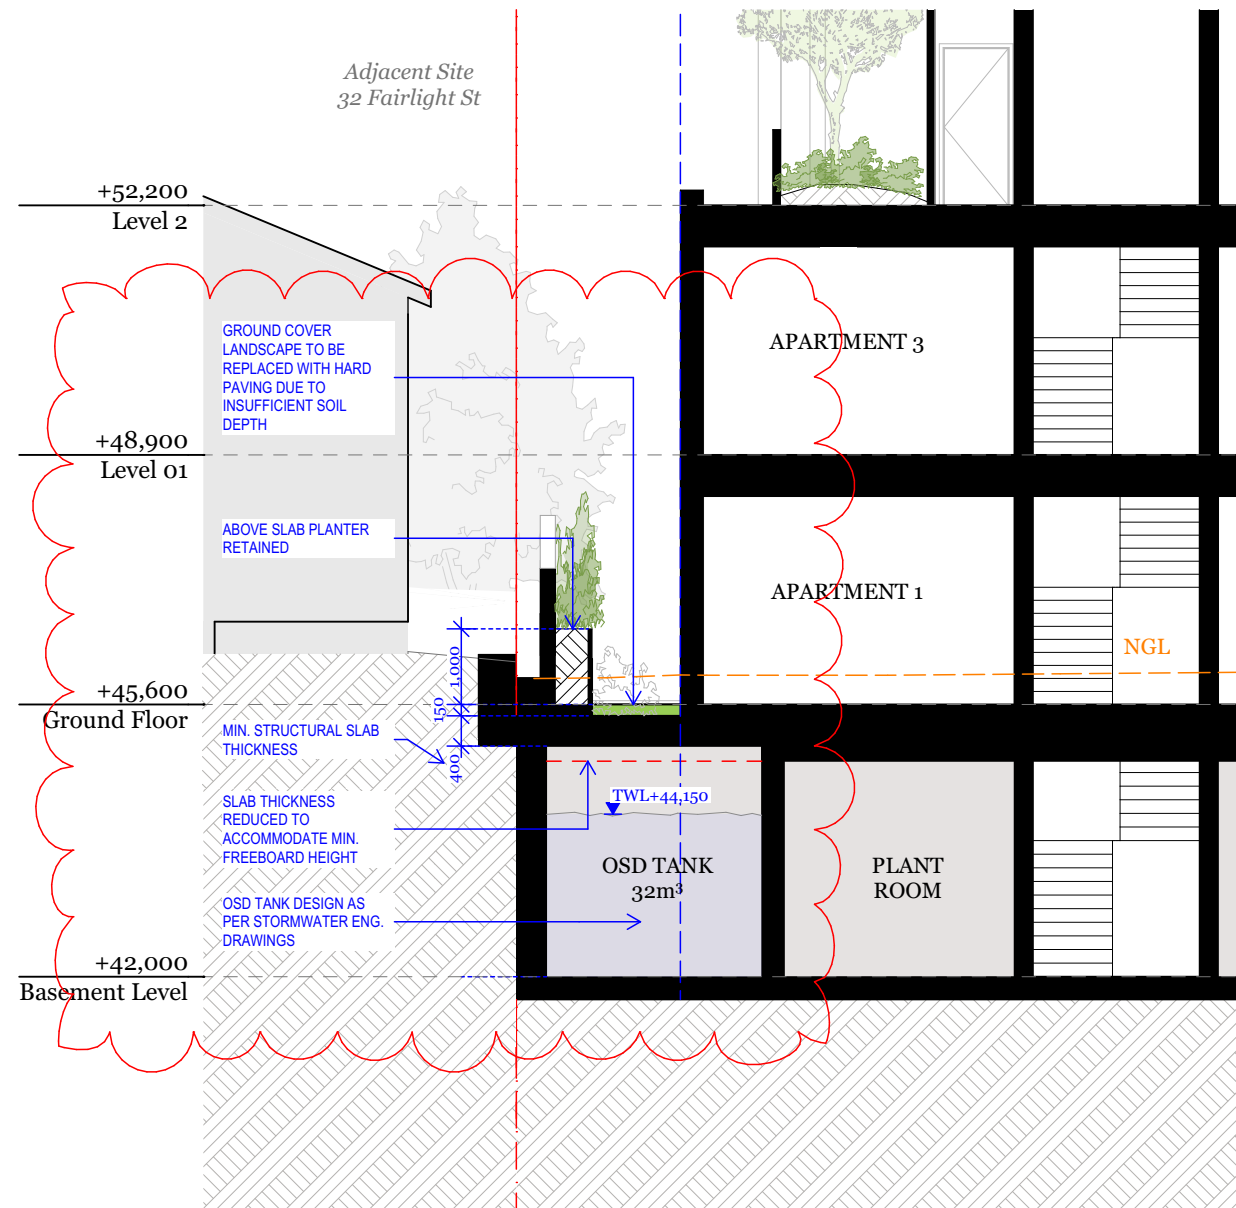 Adjacent Site
32 Fairlight St
+52,200
Level 2
GROUND COVER
LANDSCAPE TO BE
REPLACED WITH HARD
PAVING DUE TO
INSUFFICIENT SOIL
DEPTH
APARTMENT 3
+48,900
Level 01
ABOVE SLAB PLANTER
RETAINED
APARTMENT 1
NGL
1,000
+45,600
Ground Floor
150
MIN. STRUCTURAL SLAB
THICKNESS
400
SLAB THICKNESS
REDUCED TO
ACCOMMODATE MIN.
FREEBOARD HEIGHT
TWL+44,150
OSD TANK
32m³
PLANT
ROOM
OSD TANK DESIGN AS
PER STORMWATER ENG.
DRAWINGS
+42,000
Basement Level